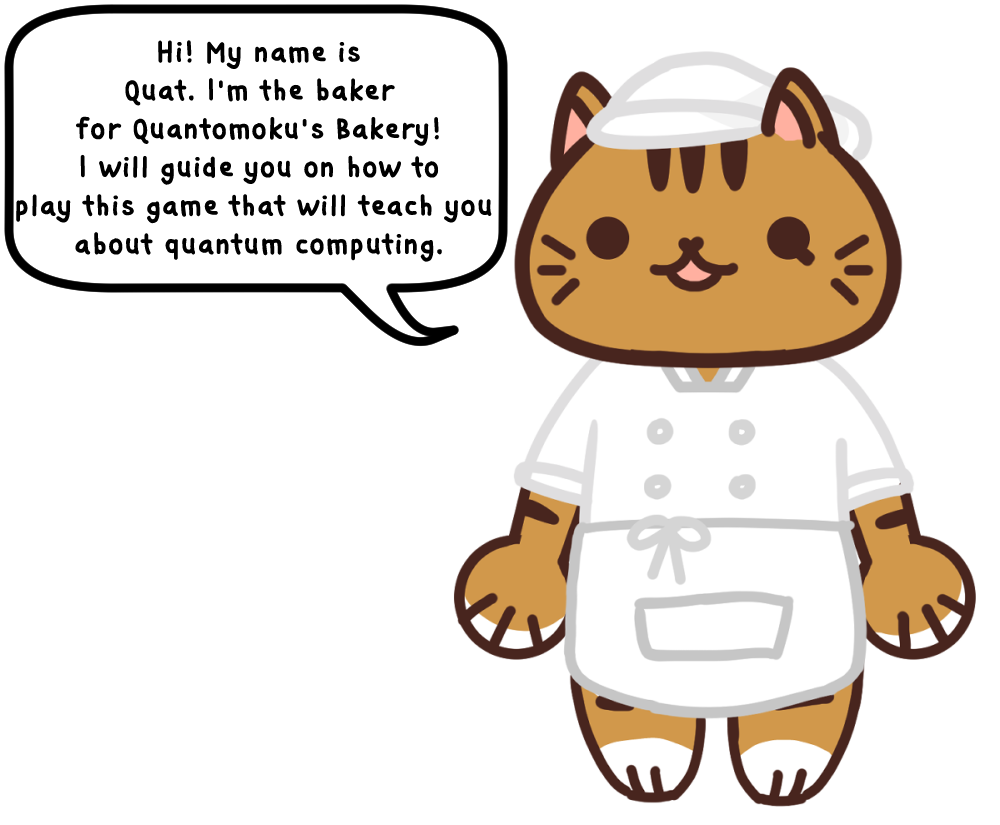 Hi! My name is
Quat. I'm the baker
for Quantomoku's Bakery!
I will guide you on how to
play this game that will teach you
about quantum computing.